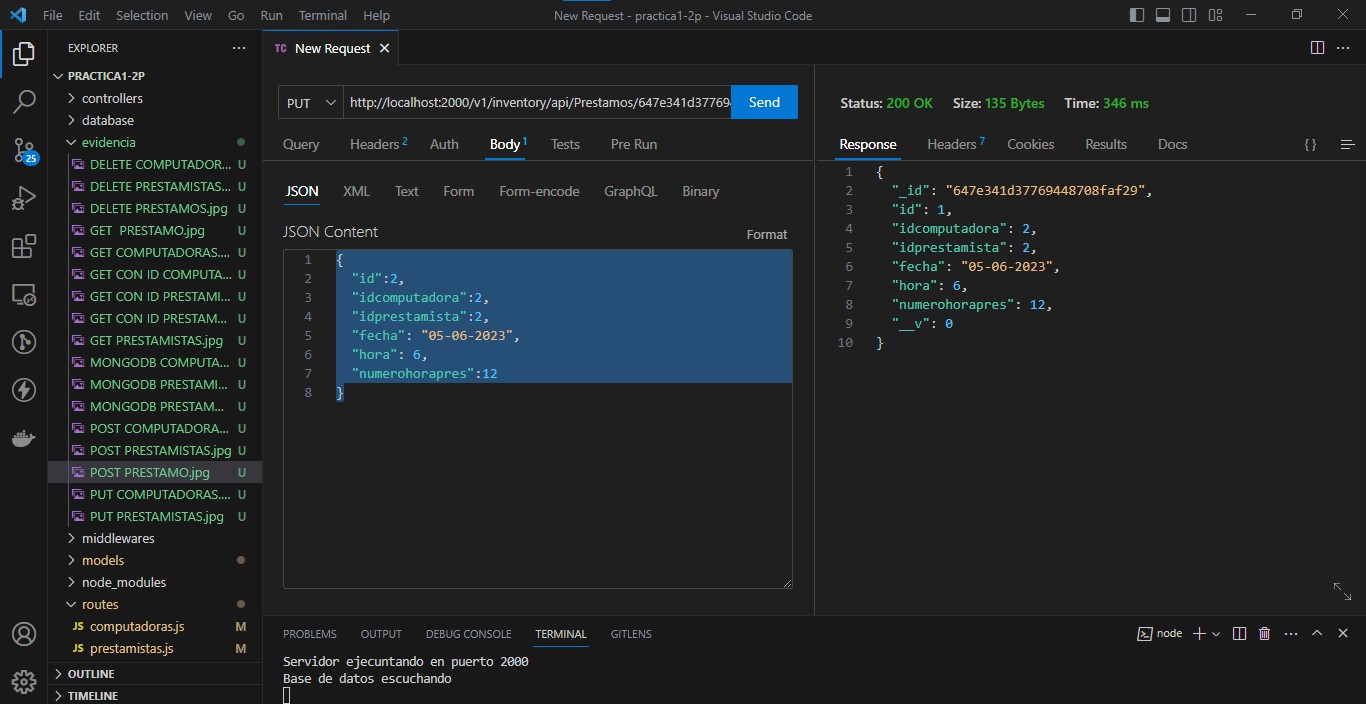 File Edit Selection View Go Run Terminal Help
New Request - practica1-2p - Visual Studio Code
25
EXPLORER
PRACTICA1-2P
controllers
database
evidencia
DELETE COMPUTADOR... U
DELETE PRESTAMISTAS... U
DELETE PRESTAMOS.jpg U
GET PRESTAMO.jpg U
GET COMPUTADORAS.... U
GET CON ID COMPUTA... U
GET CON ID PRESTAMI... U
GET CON ID PRESTAM... U
GET PRESTAMISTAS.jpg U
MONGODB COMPUTA... U
MONGODB PRESTAMI... U
MONGODB PRESTAM... U
POST COMPUTADORA... U
POST PRESTAMISTAS.jpg U
POST PRESTAMO.jpg U
PUT COMPUTADORAS.... U
PUT PRESTAMISTAS.jpg U
middlewares
models
node_modules
routes
JS computadoras.js M
JS prestamistas.js M
OUTLINE
TIMELINE
TC New Request
PUT http://localhost:2000/v1/inventory/api/Prestamos/647e341d37769 Send
Query Headers 2 Auth Body 1 Tests Pre Run
JSON XML Text Form Form-encode GraphQL Binary
JSON Content Format
1 {
2 "id":2,
3 "idcomputadora":2,
4 "idprestamista":2,
5 "fecha": "05-06-2023",
6 "hora": 6,
7 "numerohorapres":12
8 }
Status: 200 OK Size: 135 Bytes Time: 346 ms
Response Headers 7 Cookies Results Docs {}
1 {
2 "_id": "647e341d37769448708faf29",
3 "id": 1,
4 "idcomputadora": 2,
5 "idprestamista": 2,
6 "fecha": "05-06-2023",
7 "hora": 6,
8 "numerohorapres": 12,
9 "__v": 0
10 }
PROBLEMS OUTPUT DEBUG CONSOLE TERMINAL GITLENS
node
Servidor ejecuntando en puerto 2000
Base de datos escuchando